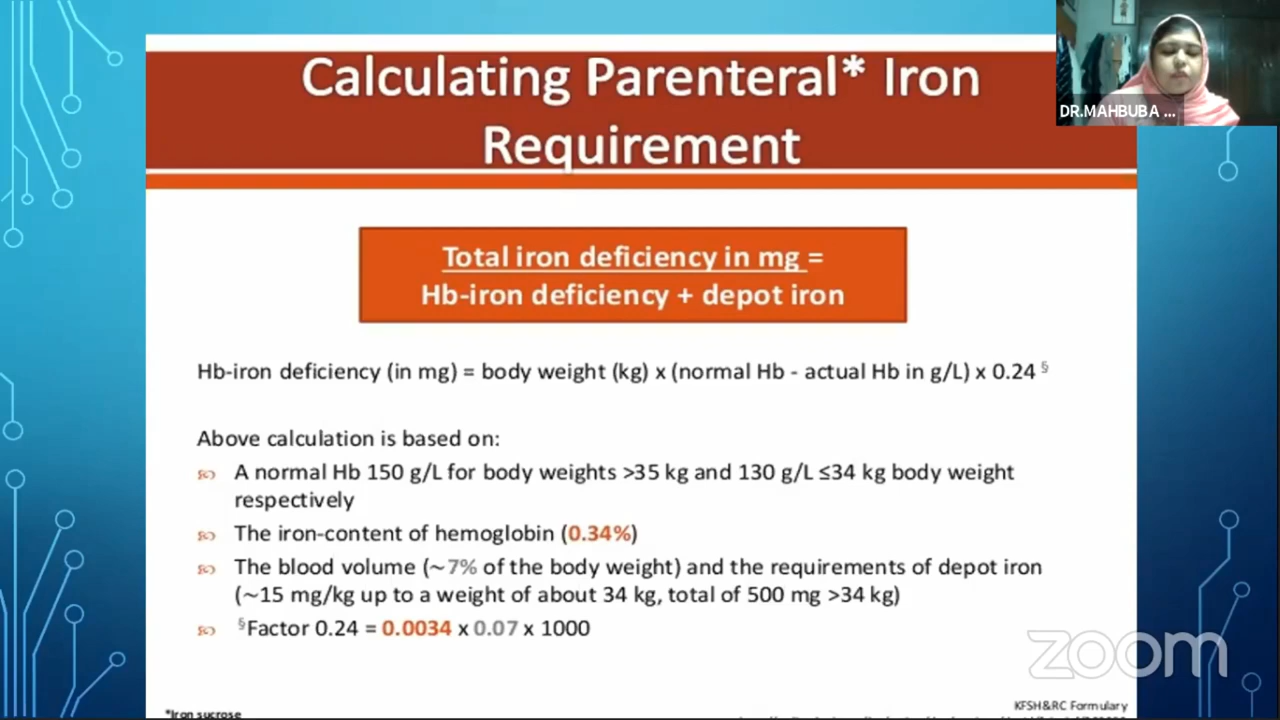 Calculating Parenteral* Iron
Requirement
DR.MAHBUBA ...
Total iron deficiency in mg =
Hb-iron deficiency + depot iron
Hb-iron deficiency (in mg) = body weight (kg) x (normal Hb - actual Hb in g/L) x 0.24 §
Above calculation is based on:
A normal Hb 150 g/L for body weights >35 kg and 130 g/L ≤34 kg body weight
respectively
The iron-content of hemoglobin (0.34%)
The blood volume (~7% of the body weight) and the requirements of depot iron
(~15 mg/kg up to a weight of about 34 kg, total of 500 mg >34 kg)
§Factor 0.24 = 0.0034 x 0.07 x 1000
zoom
KFSH&RC Formulary
*Iron sucrose